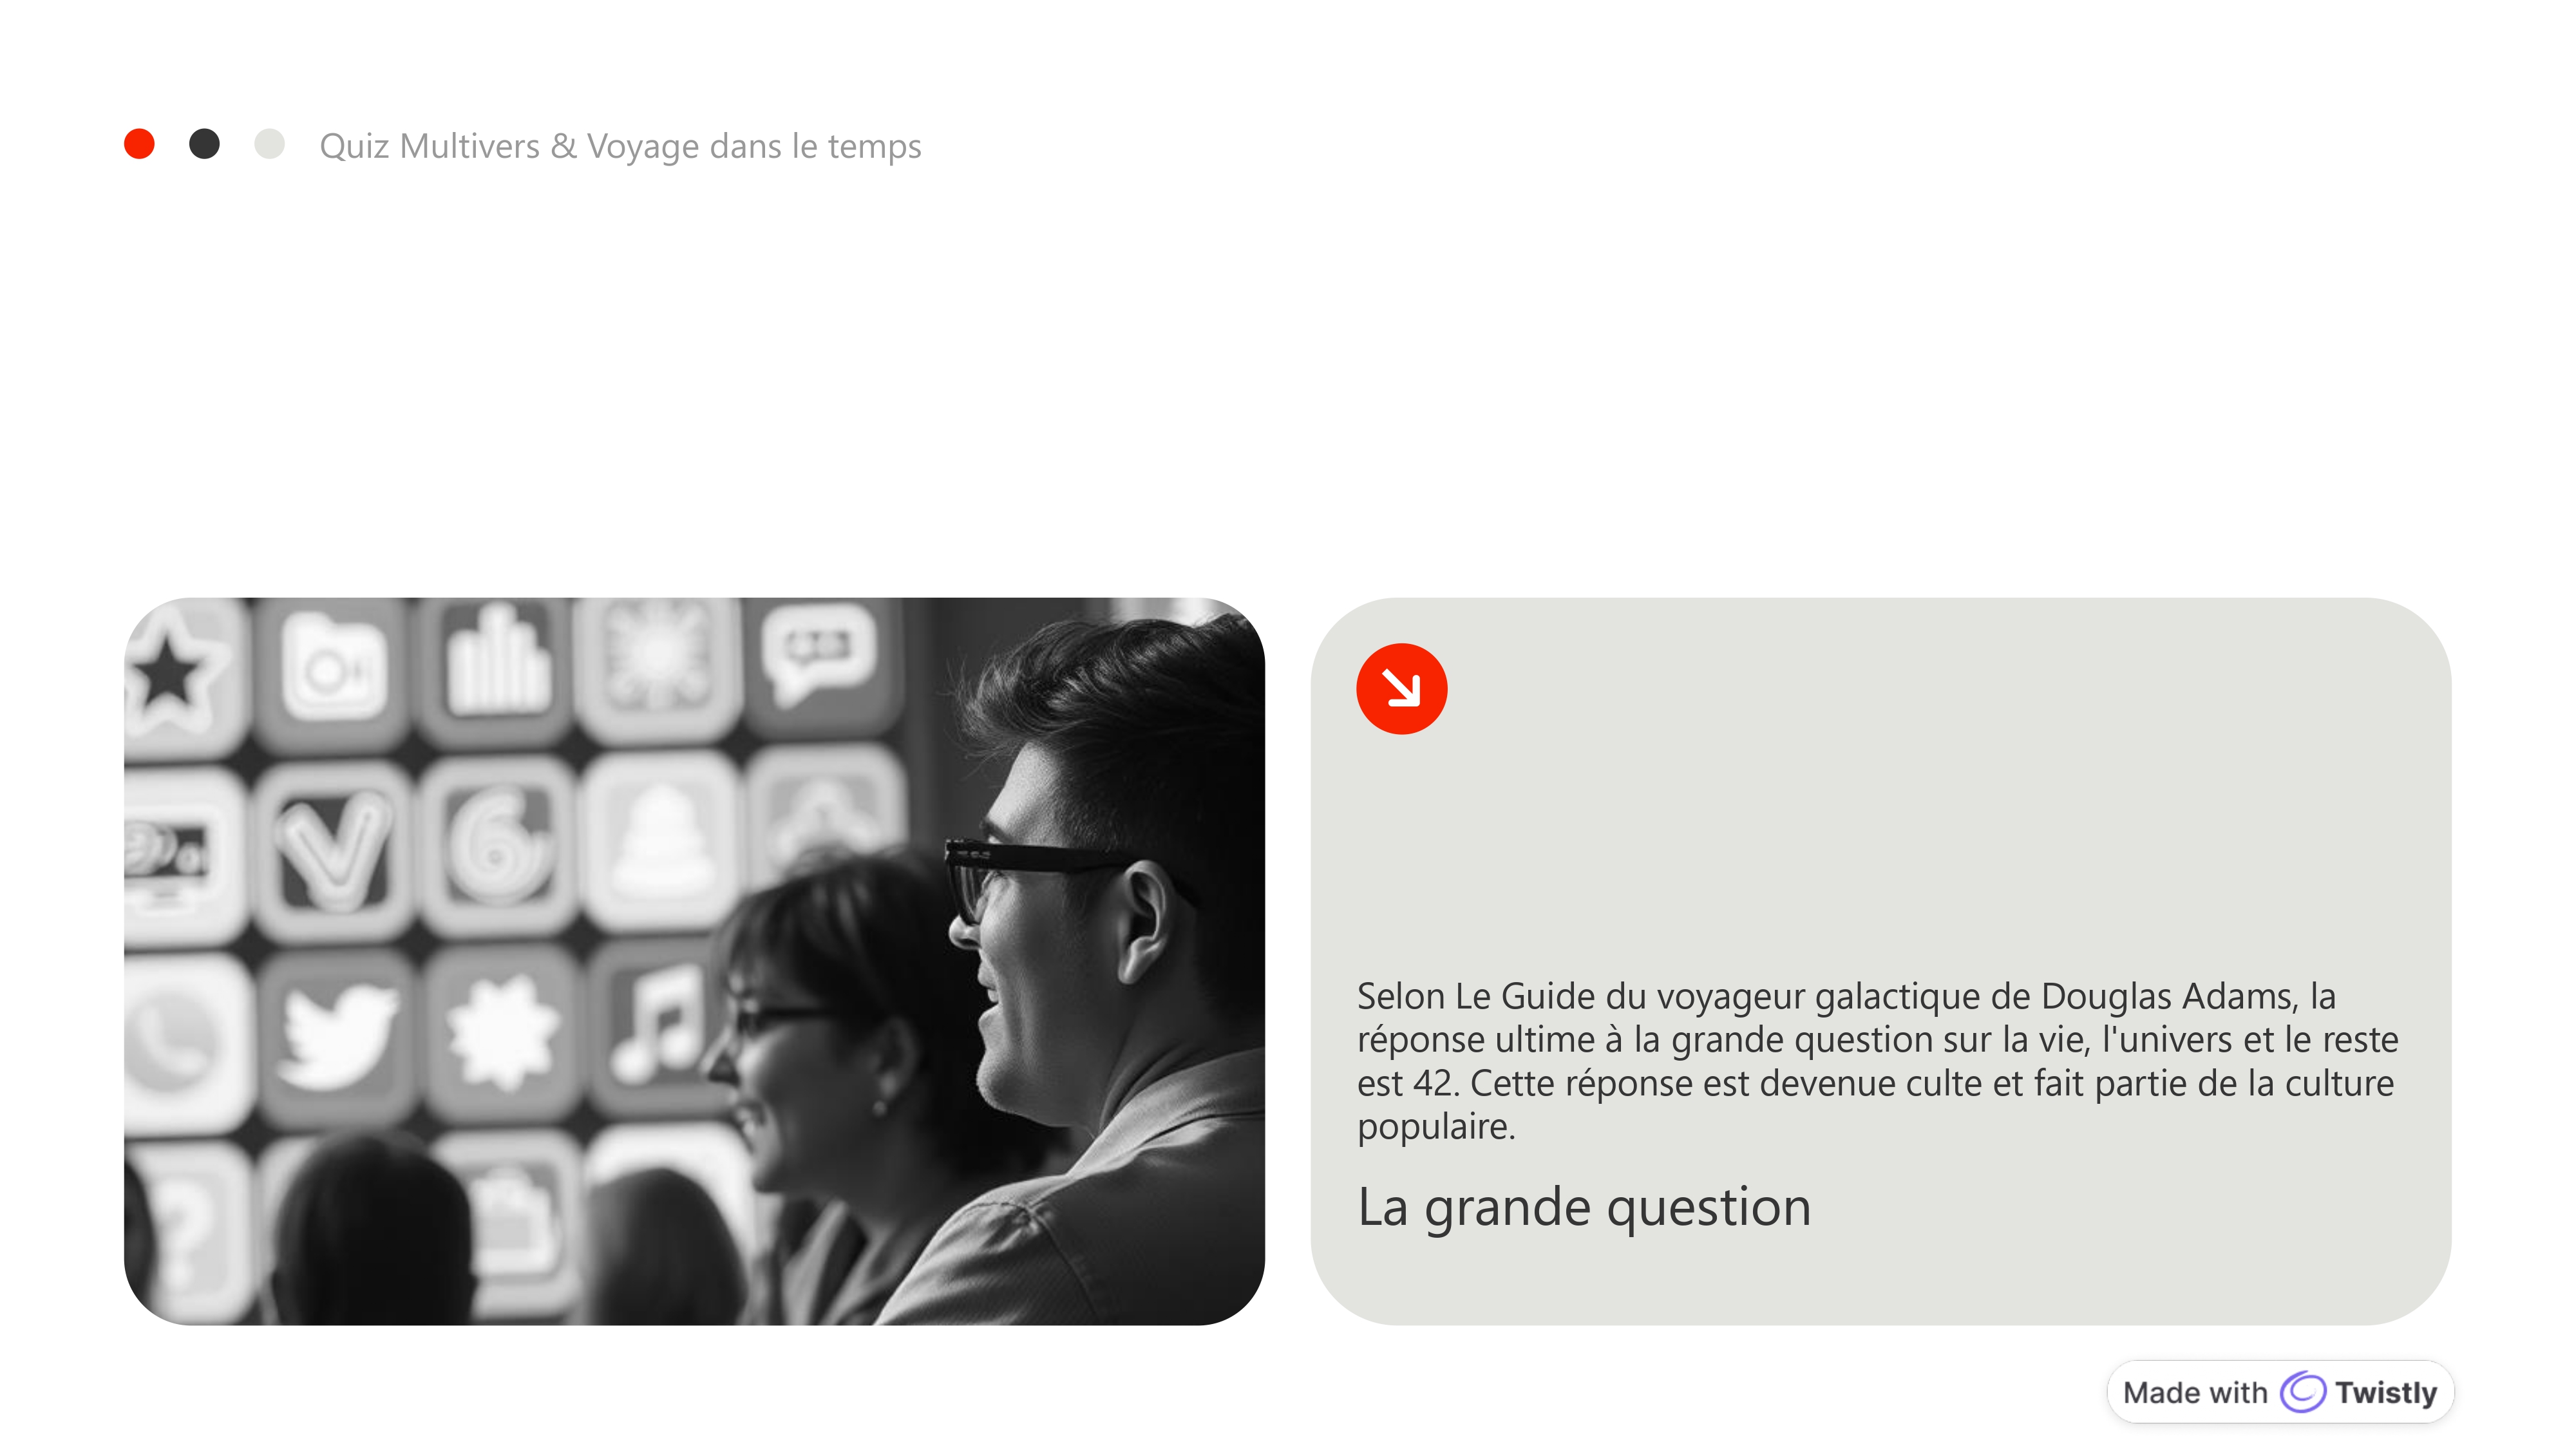 Quiz Multivers & Voyage dans le temps
Selon Le Guide du voyageur galactique de Douglas Adams, la
réponse ultime à la grande question sur la vie, l'univers et le reste
est 42. Cette réponse est devenue culte et fait partie de la culture
populaire.
La grande question
Made with Twistly